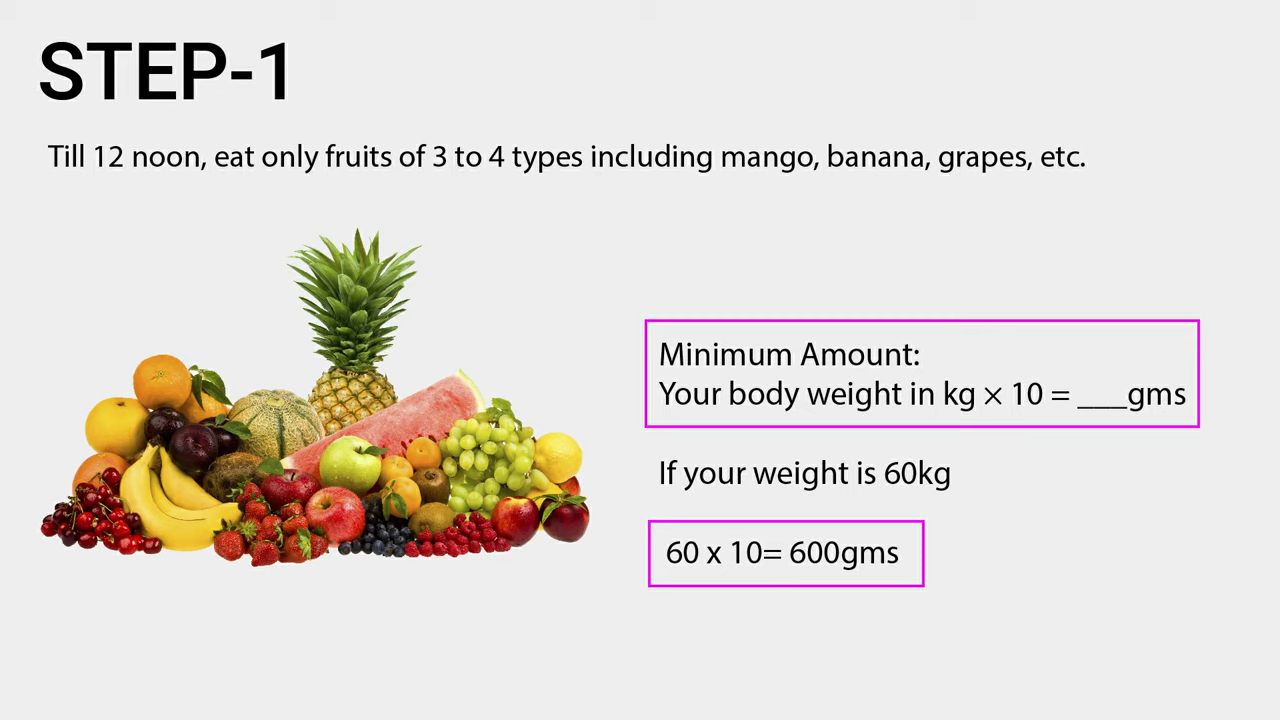 STEP-1
Till 12 noon, eat only fruits of 3 to 4 types including mango, banana, grapes, etc.
Minimum Amount:
Your body weight in kg × 10 = ___gms
If your weight is 60kg
60 x 10= 600gms